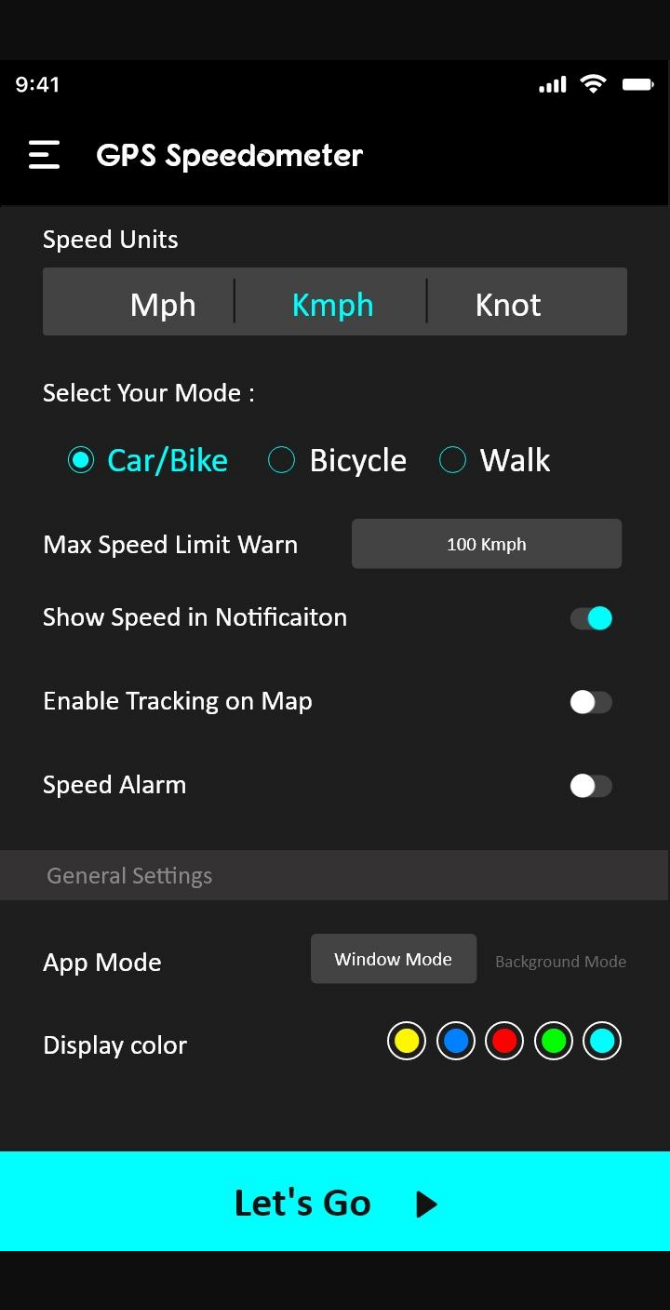 9:41
GPS Speedometer
Speed Units
Mph Kmph Knot
Select Your Mode :
Car/Bike Bicycle Walk
Max Speed Limit Warn 100 Kmph
Show Speed in Notificaiton
Enable Tracking on Map
Speed Alarm
General Settings
App Mode Window Mode Background Mode
Display color
Let's Go